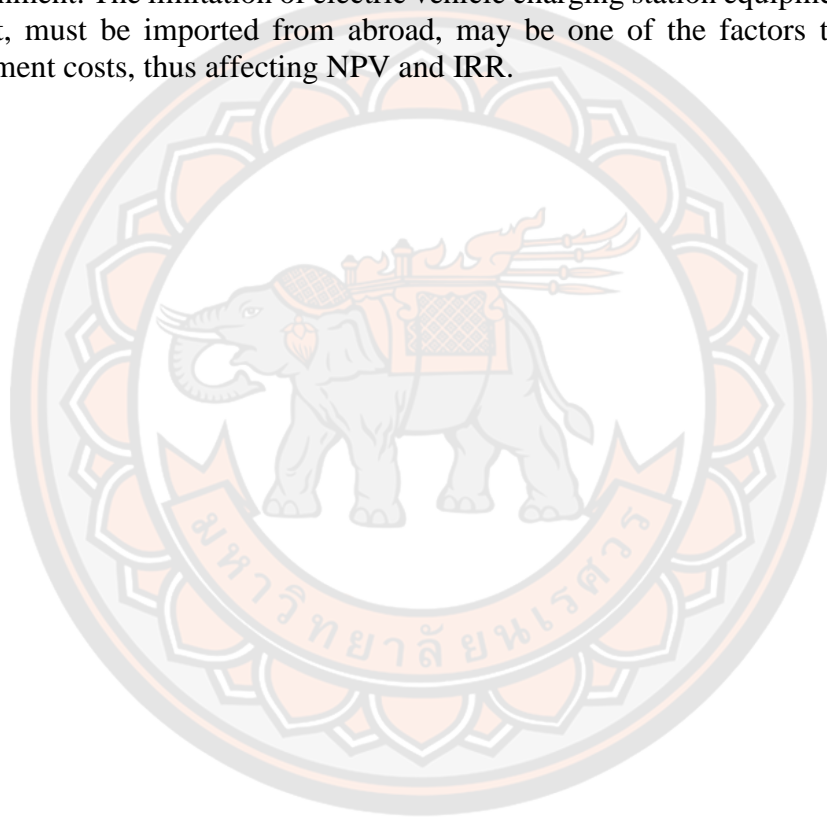 nment. The limitation of electric vehicle charging station equipmen
t, must be imported from abroad, may be one of the factors t
ment costs, thus affecting NPV and IRR.
มหาวิทยาลัยนเรศวร